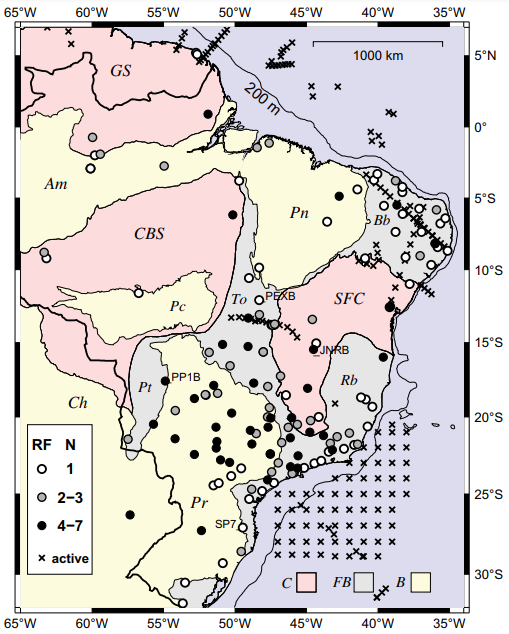 65°W 60°W 55°W 50°W 45°W 40°W 35°W
5°N
GS
1000 km
200 m
0°
Am
5°S
Pn
Bb
CBS
10°S
To
PEXB
SFC
Pc
15°S
JNRB
Pt
PP1B
Rb
Ch
20°S
RF N
1
2−3
4−7
active
25°S
Pr
SP7
C
FB
B
30°S
65°W 60°W 55°W 50°W 45°W 40°W 35°W